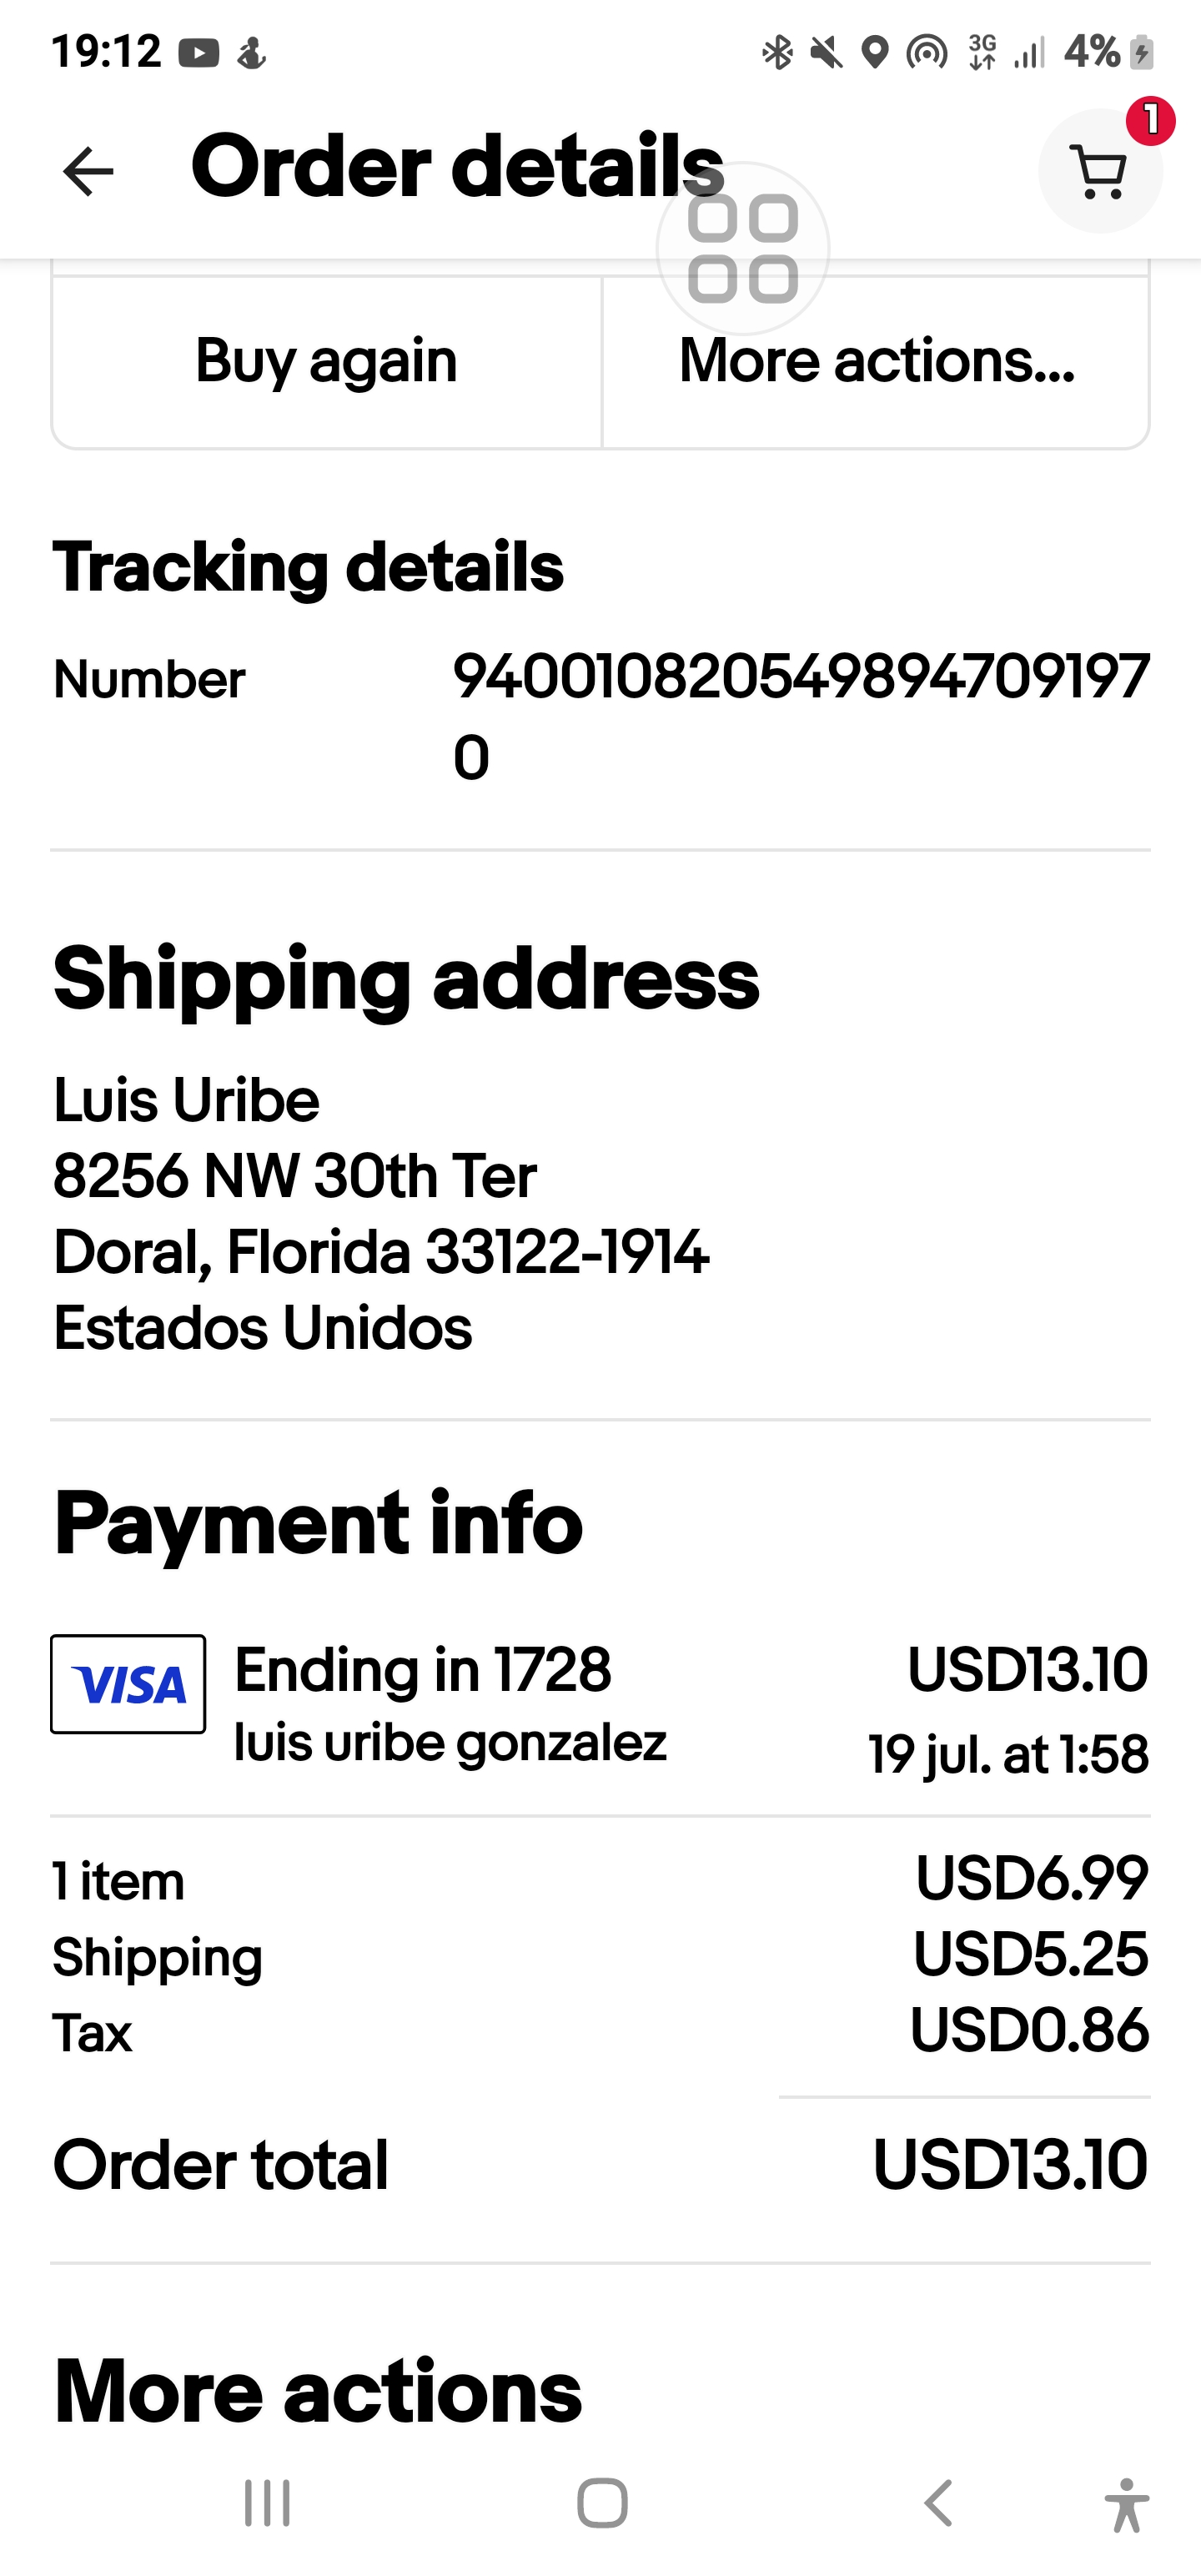 19:12
3G
4%
Order details
1
Buy again
More actions...
Tracking details
Number
940010820549894709197
0
Shipping address
Luis Uribe
8256 NW 30th Ter
Doral, Florida 33122-1914
Estados Unidos
Payment info
VISA
Ending in 1728
USD13.10
luis uribe gonzalez
19 jul. at 1:58
1 item
USD6.99
Shipping
USD5.25
Tax
USD0.86
Order total
USD13.10
More actions